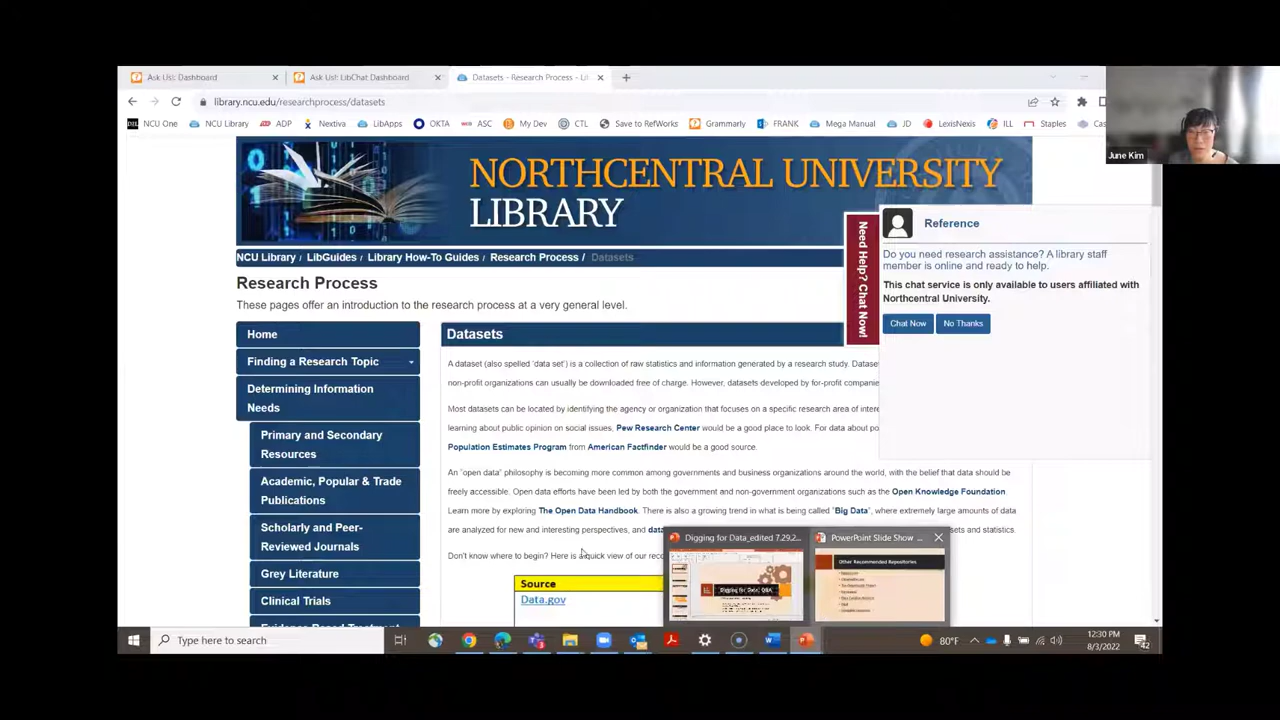 Ask Us!: Dashboard
Ask Us!: LibChat Dashboard
Datasets - Research Process - Li
library.ncu.edu/researchprocess/datasets
NCU One
NCU Library
ADP
Nextiva
LibApps
OKTA
ASC
My Dev
CTL
Save to RefWorks
Grammarly
FRANK
Mega Manual
JD
LexisNexis
ILL
Staples
June Kim
NORTHCENTRAL UNIVERSITY
LIBRARY
NCU Library / LibGuides / Library How-To Guides / Research Process / Datasets
Research Process
These pages offer an introduction to the research process at a very general level.
Home
Finding a Research Topic
Determining Information
Needs
Primary and Secondary
Resources
Academic, Popular & Trade
Publications
Scholarly and Peer-
Reviewed Journals
Grey Literature
Clinical Trials
Datasets
A dataset (also spelled 'data set') is a collection of raw statistics and information generated by a research study. Datase
non-profit organizations can usually be downloaded free of charge. However, datasets developed by for-profit companie
Most datasets can be located by identifying the agency or organization that focuses on a specific research area of intere
learning about public opinion on social issues, Pew Research Center would be a good place to look. For data about po
Population Estimates Program from American Factfinder would be a good source.
An "open data" philosophy is becoming more common among governments and business organizations around the world, with the belief that data should be
freely accessible. Open data efforts have been led by both the government and non-government organizations such as the Open Knowledge Foundation
Learn more by exploring The Open Data Handbook. There is also a growing trend in what is being called "Big Data", where extremely large amounts of data
are analyzed for new and interesting perspectives, and data sets and statistics.
Don't know where to begin? Here is a quick view of our reco
Source
Data.gov
Need Help? Chat Now!
Reference
Do you need research assistance? A library staff
member is online and ready to help.
This chat service is only available to users affiliated with
Northcentral University.
Chat Now
No Thanks
Digging for Data_edited 7.29.2...
PowerPoint Slide Show ...
Digging for Data: Q&A
Other Recommended Repositories
Type here to search
80°F
12:30 PM
8/3/2022